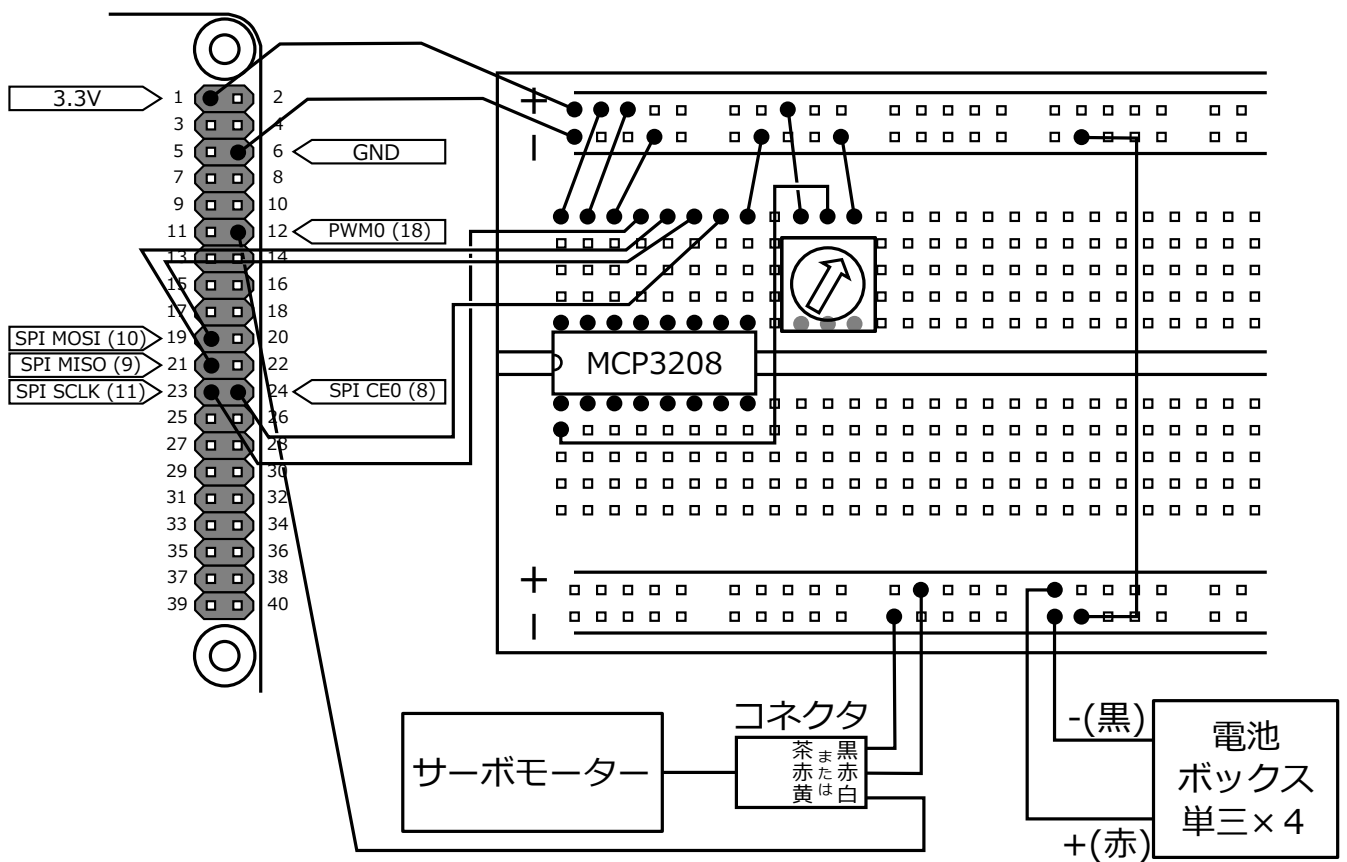 3.3V
1 2
3 4
5 6
GND
7 8
9 10
11 12
PWM0 (18)
13 14
15 16
17 18
SPI MOSI (10)
19 20
SPI MISO (9)
21 22
SPI SCLK (11)
23 24
SPI CE0 (8)
25 26
27 28
29 30
31 32
33 34
35 36
37 38
39 40
+
-
MCP3208
+
-
サーボモーター
コネクタ
茶 黒
赤 または 赤
黄 白
-(黒)
+(赤)
電池
ボックス
単三×4